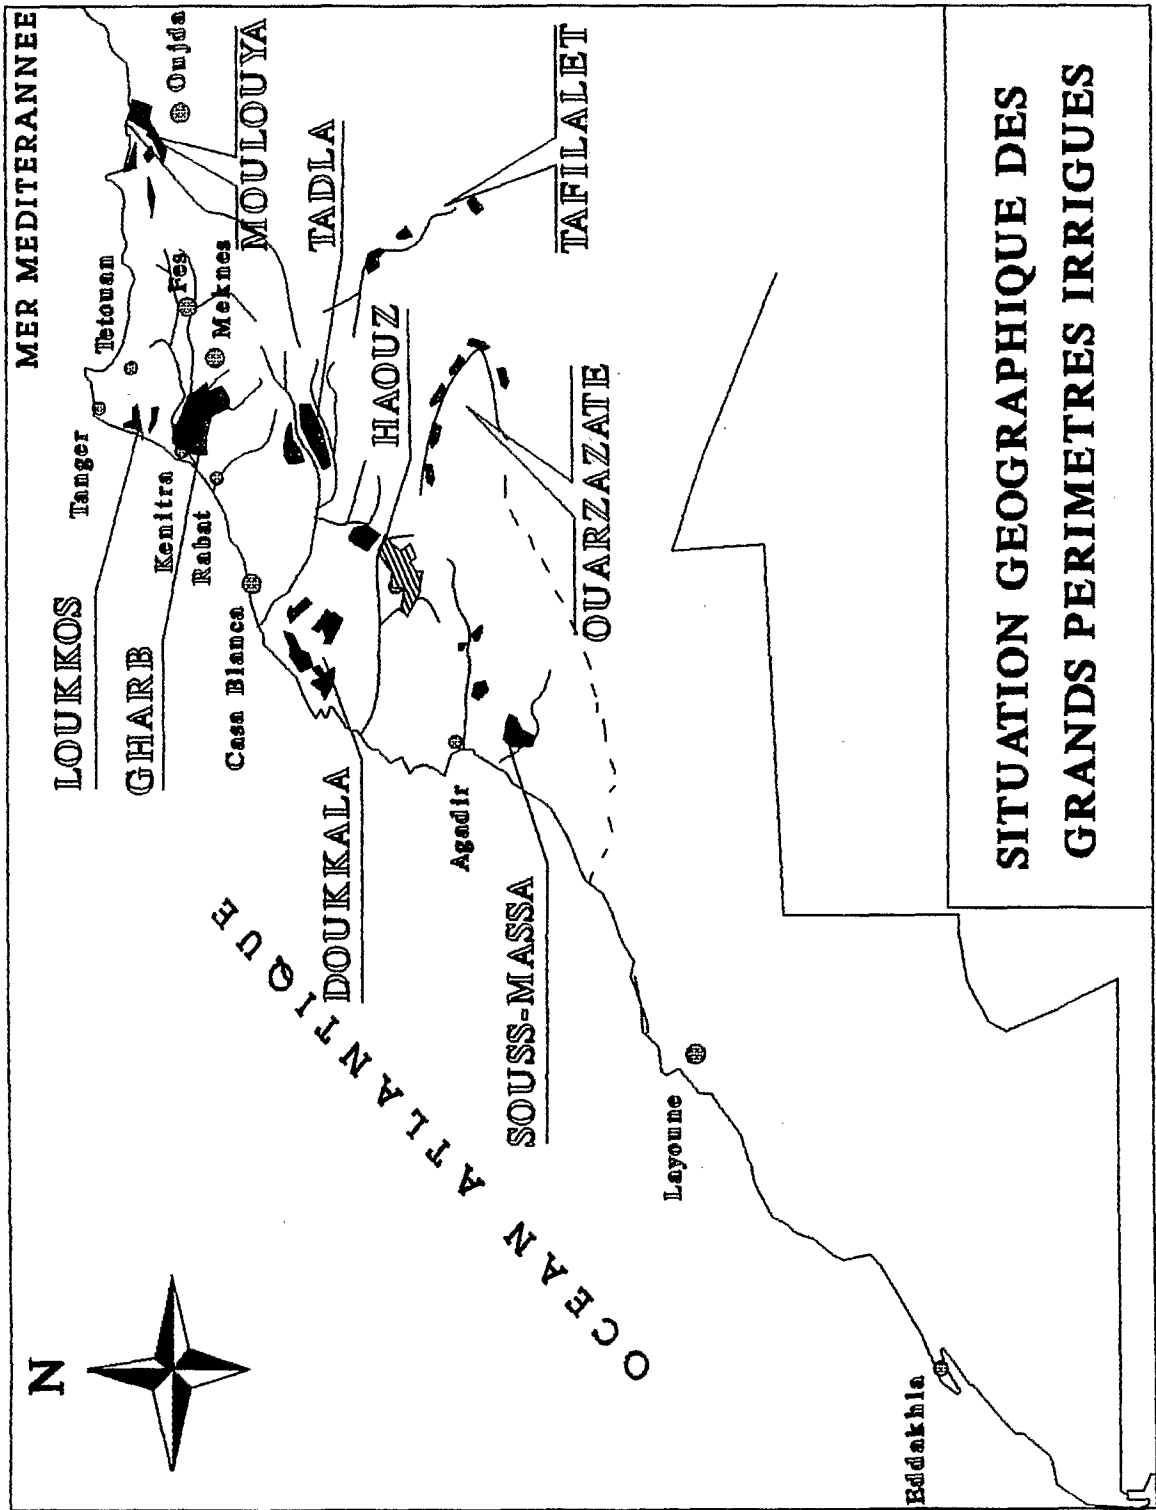 MER MEDITERANNEE
N
Tanger
Tetouan
Oujda
Fes
Meknes
Kenitra
Rabat
LOUKKOS
GHARB
MOULOUYA
TADLA
Casa Blanca
HAOUZ
TAFILALET
DOUKKALA
OCEAN ATLANTIQUE
Agadir
OUARZAZATE
SOUSS-MASSA
Layoune
Eddakhla
SITUATION GEOGRAPHIQUE DES
GRANDS PERIMETRES IRRIGUES